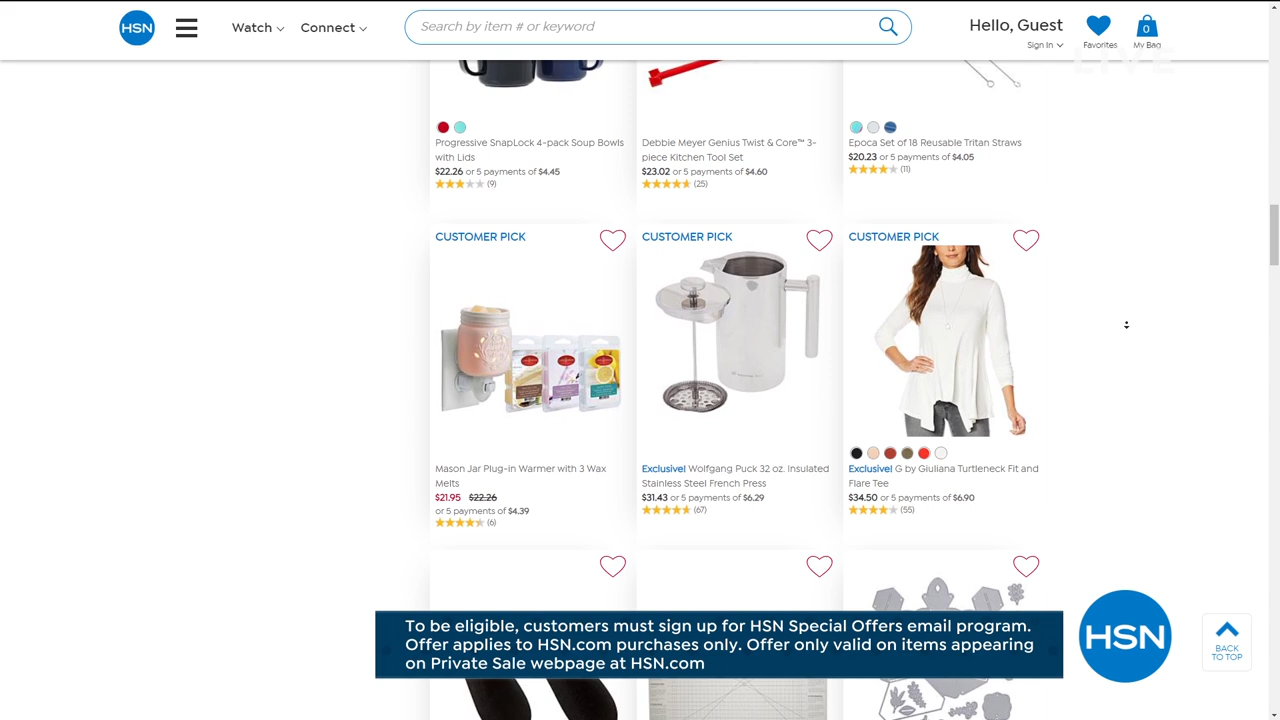 HSN
Watch
Connect
Search by item # or keyword
Hello, Guest
Sign In
Favorites
0
My Bag
LIVE
Progressive SnapLock 4-pack Soup Bowls
with Lids
$22.26 or 5 payments of $4.45
(9)
Debbie Meyer Genius Twist & Core™ 3-
piece Kitchen Tool Set
$23.02 or 5 payments of $4.60
(25)
Epoca Set of 18 Reusable Tritan Straws
$20.23 or 5 payments of $4.05
(11)
CUSTOMER PICK
CUSTOMER PICK
CUSTOMER PICK
Mason Jar Plug-in Warmer with 3 Wax
Melts
$21.95 $22.26
or 5 payments of $4.39
(6)
Exclusive! Wolfgang Puck 32 oz. Insulated
Stainless Steel French Press
$31.43 or 5 payments of $6.29
(67)
Exclusive! G by Giuliana Turtleneck Fit and
Flare Tee
$34.50 or 5 payments of $6.90
(55)
To be eligible, customers must sign up for HSN Special Offers email program.
Offer applies to HSN.com purchases only. Offer only valid on items appearing
on Private Sale webpage at HSN.com
HSN
BACK
TO TOP